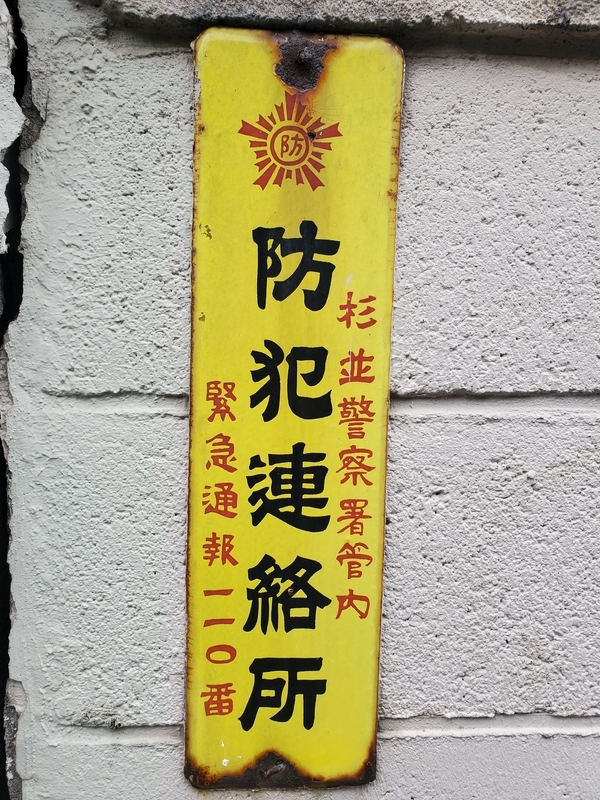 防
防犯連絡所
杉並警察署管内
緊急通報一一〇番